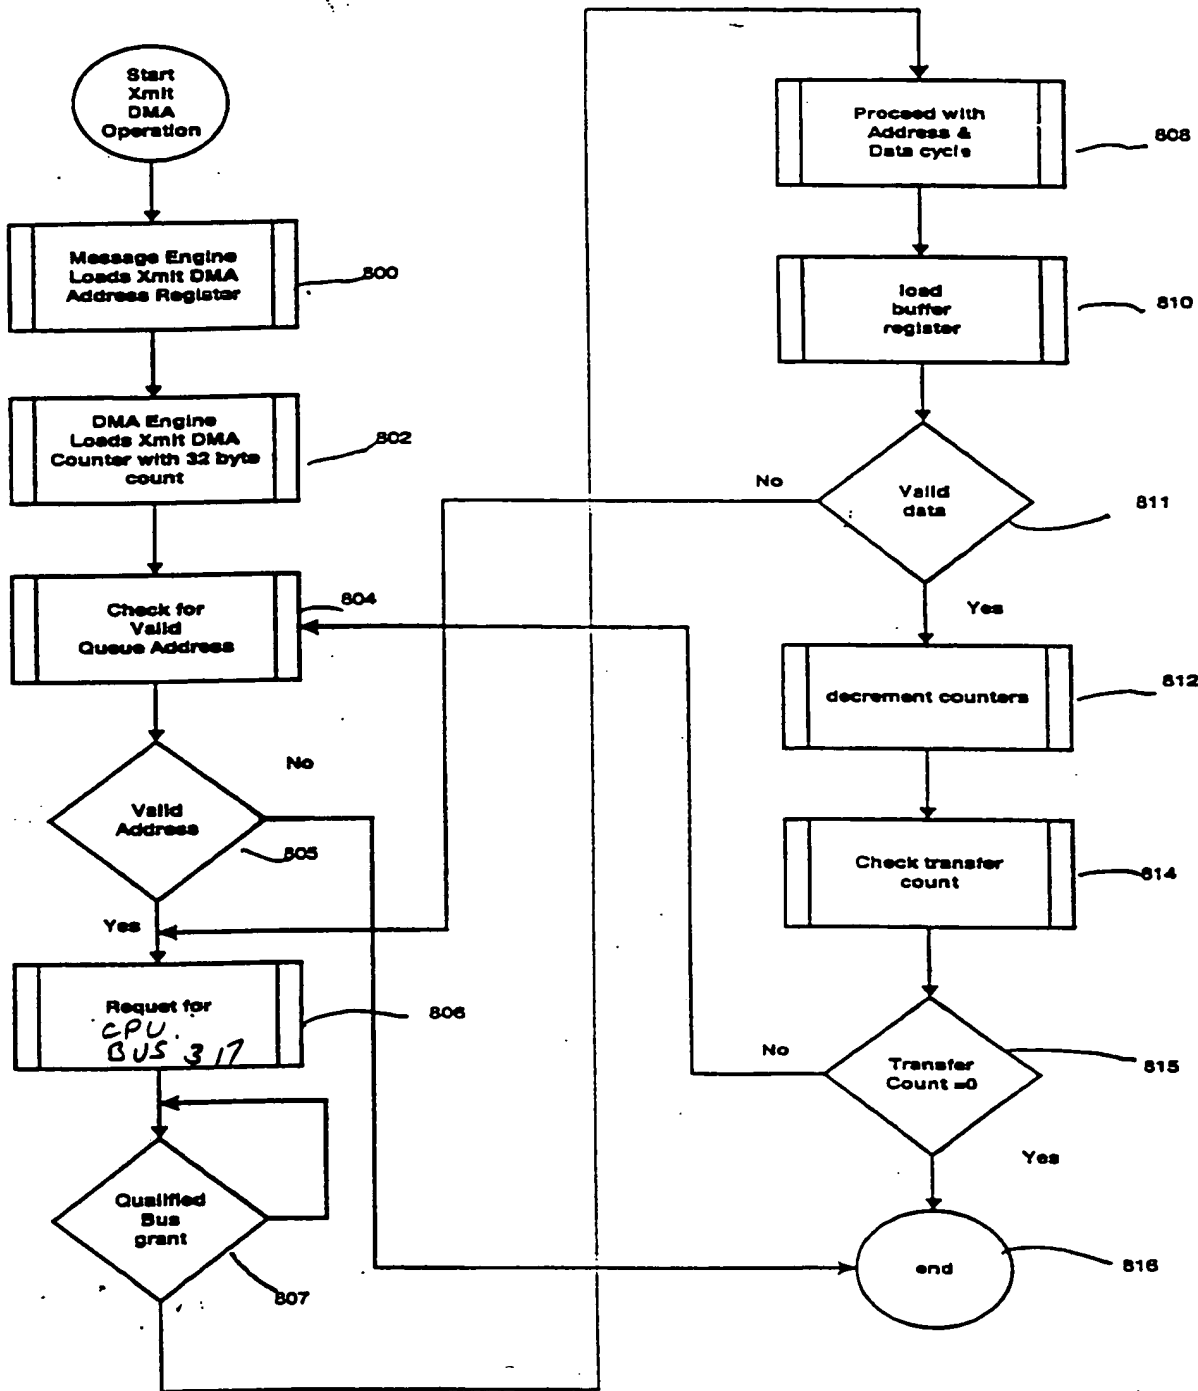 Start
Xmit
DMA
Operation
Message Engine
Loads Xmit DMA
Address Register
800
DMA Engine
Loads Xmit DMA
Counter with 32 byte
count
802
Check for
Valid
Queue Address
804
Valid
Address
No
805
Yes
Requet for
CPU
BUS 317
806
Qualified
Bus
grant
807
Proceed with
Address &
Data cycle
808
load
buffer
register
810
Valid
data
No
811
Yes
decrement counters
812
Check transfer
count
814
Transfer
Count =0
No
815
Yes
end
816